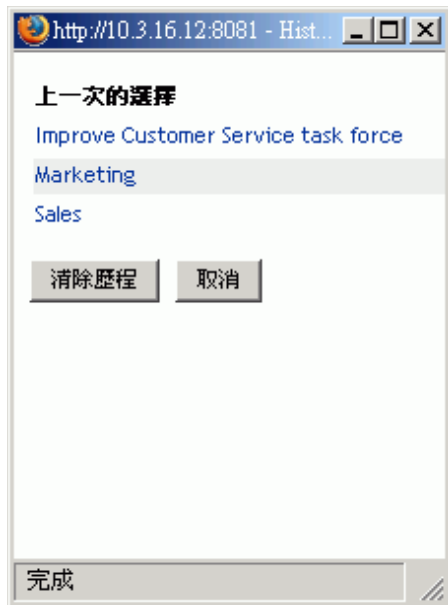 http://10.3.16.12:8081 - Hist...
上一次的選擇
Improve Customer Service task force
Marketing
Sales
清除歷程 取消
完成